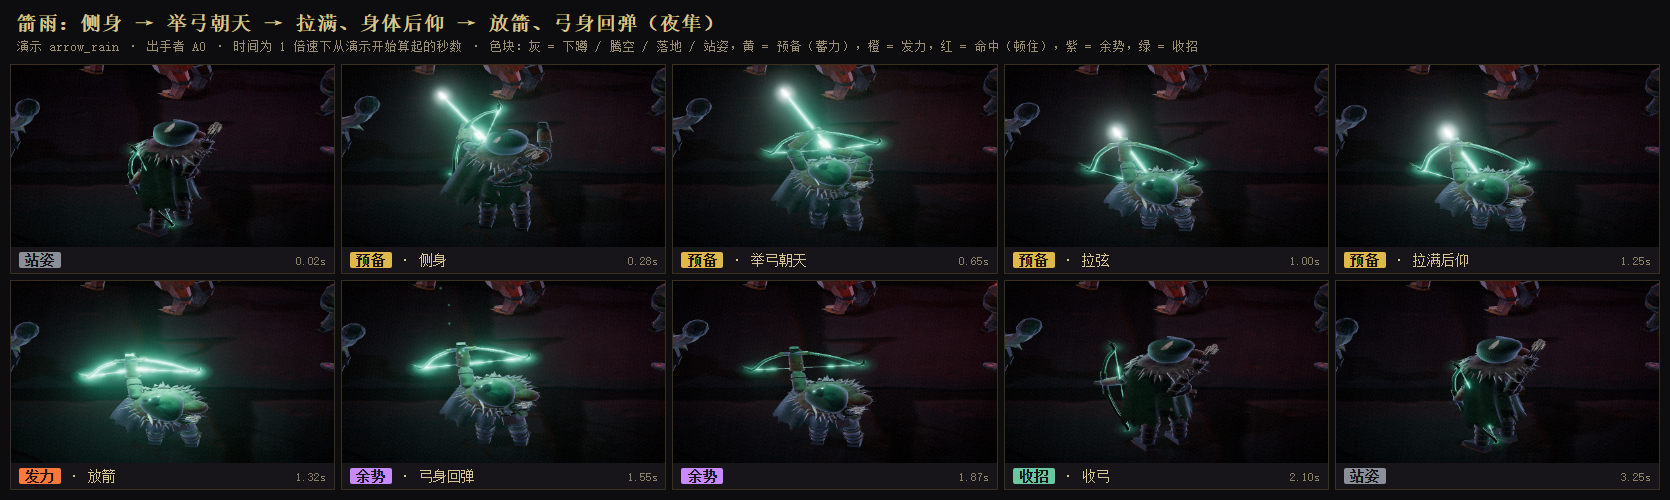 箭雨: 侧身 → 举弓朝天 → 拉满、身体后仰 → 放箭、弓身回弹（夜隼）
演示 arrow_rain · 出手者 A0 · 时间为 1 倍速下从演示开始算起的秒数 · 色块: 灰 = 下蹲 / 腾空 / 落地 / 站姿, 黄 = 预备（蓄力）, 橙 = 发力, 红 = 命中（顿住）, 紫 = 余势, 绿 = 收招
站姿 0.02s
预备 · 侧身 0.28s
预备 · 举弓朝天 0.65s
预备 · 拉弦 1.00s
预备 · 拉满后仰 1.25s
发力 · 放箭 1.32s
余势 · 弓身回弹 1.55s
余势 1.87s
收招 · 收弓 2.10s
站姿 3.25s